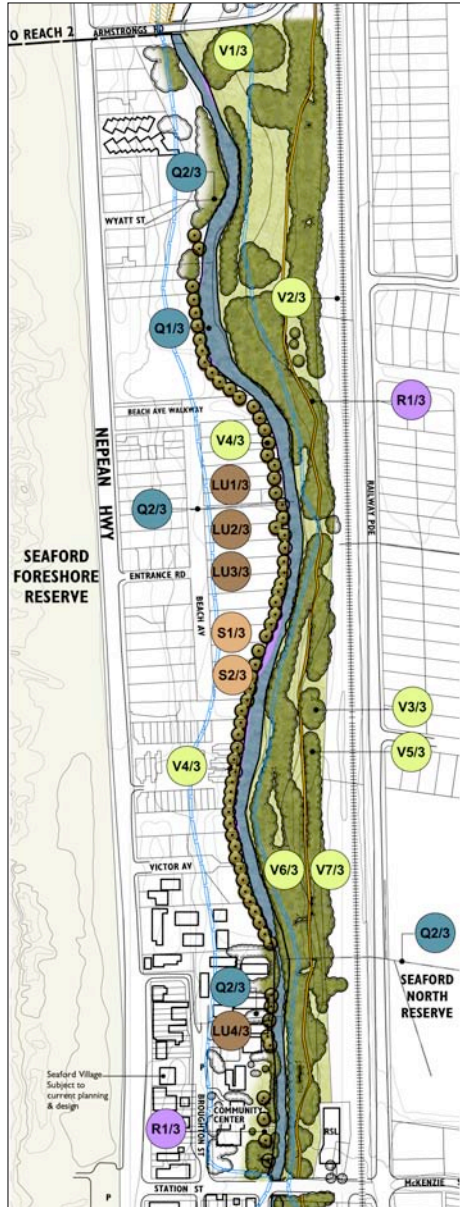 O REACH 2
ARMSTRONGS RD
V1/3
Q2/3
WYATT ST
V2/3
Q1/3
R1/3
BEACH AVE WALKWAY
V4/3
NEPEAN HWY
LU1/3
Q2/3
LU2/3
RAILWAY PDE
SEAFORD
FORESHORE
RESERVE
LU3/3
ENTRANCE RD
BEACH AV
S1/3
S2/3
V3/3
V5/3
V4/3
VICTOR AV
V6/3
V7/3
Q2/3
SEAFORD
NORTH
RESERVE
Q2/3
LU4/3
Seaford Village
Subject to
current planning
& design
P
BROUGHTON ST
COMMUNITY
CENTER
R1/3
RSL
STATION ST
McKENZIE S
P